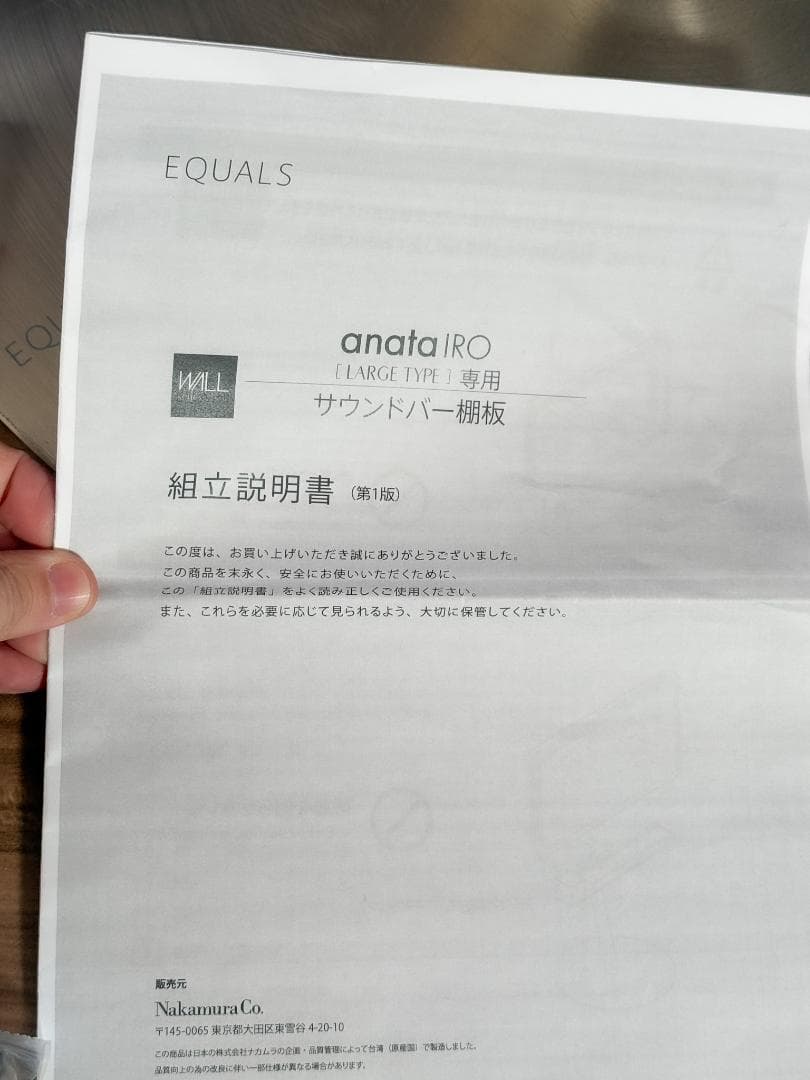 EQUALS
EQU
anata IRO
WALL
[ LARGE TYPE ] 専用
サウンドバー棚板
組立説明書 (第1版)
この度は、お買い上げいただき誠にありがとうございました。
この商品を末永く、安全にお使いいただくために、
この「組立説明書」をよく読み正しくご使用ください。
また、これらを必要に応じて見られるよう、大切に保管してください。
販売元
Nakamura Co.
〒145-0065 東京都大田区東雪谷 4-20-10
この商品は日本の株式会社ナカムラの企画・品質管理によって台湾（原産国）で製造しました。
品質向上の為の改良に伴い一部仕様が異なる場合があります。